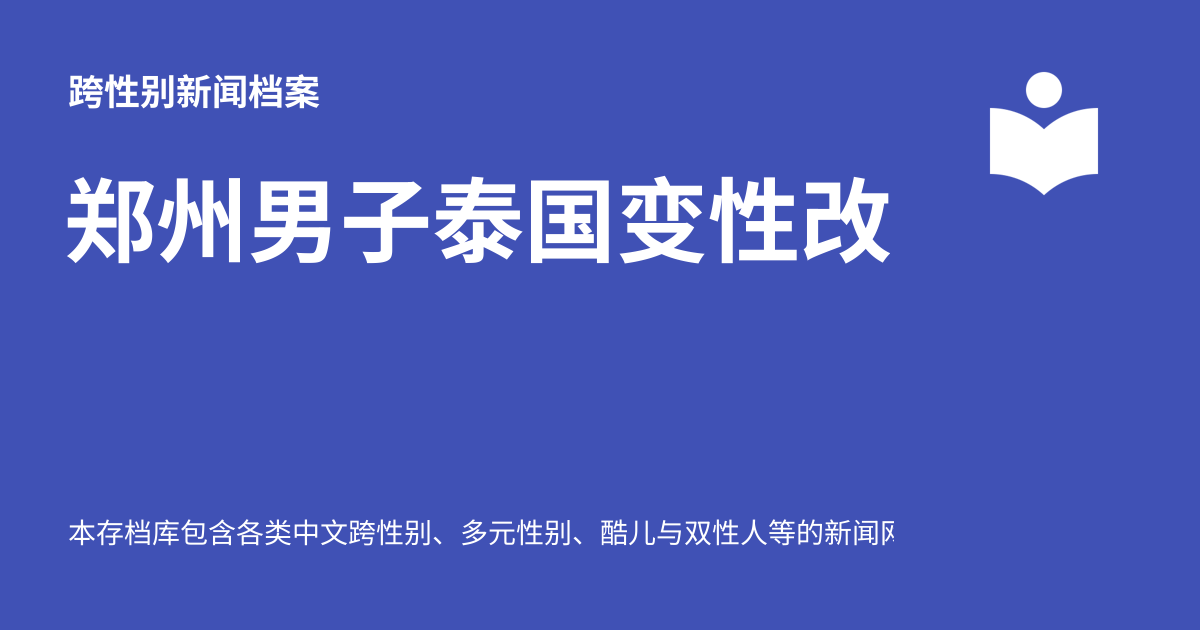 跨性别新闻档案
郑州男子泰国变性改
本存档库包含各类中文跨性别、多元性别、酷儿与双性人等的新闻